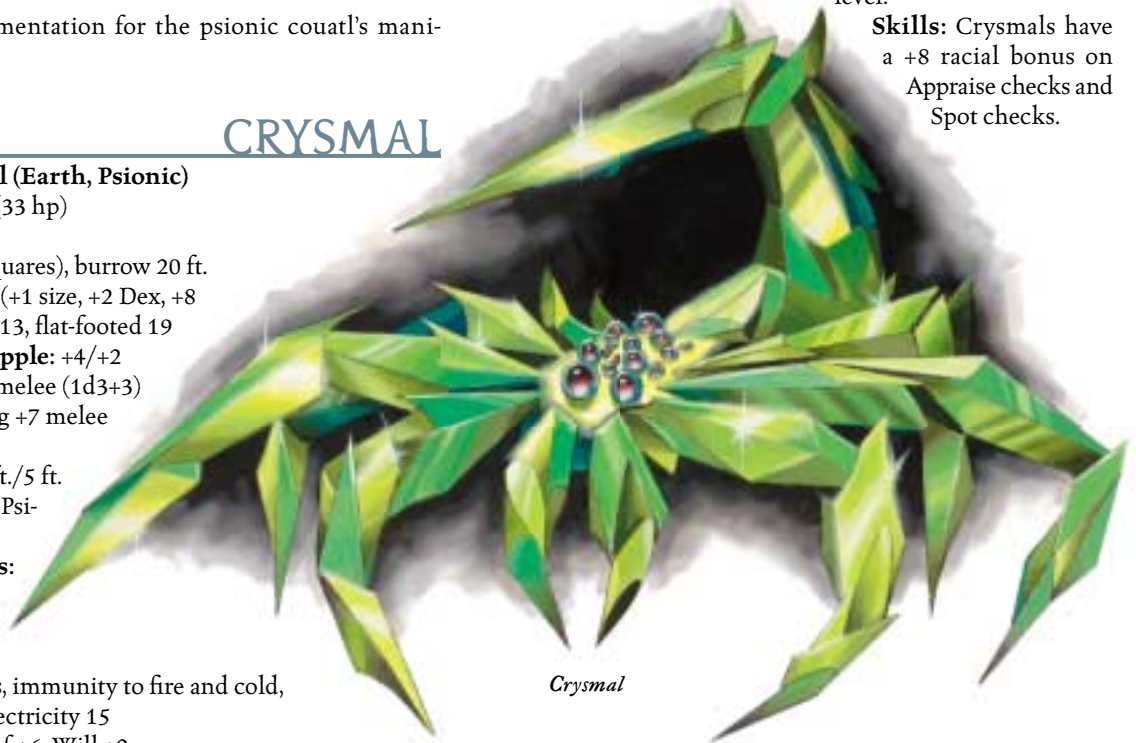 mentation for the psionic couatl's mani-
CRYSMAL
l (Earth, Psionic)
33 hp)
uares), burrow 20 ft.
(+1 size, +2 Dex, +8
13, flat-footed 19
pple: +4/+2
melee (1d3+3)
g +7 melee
ft./5 ft.
Psi-
s:
, immunity to fire and cold,
ectricity 15
level.
Skills: Crysmals have
a +8 racial bonus on
Appraise checks and
Spot checks.
Crysmal